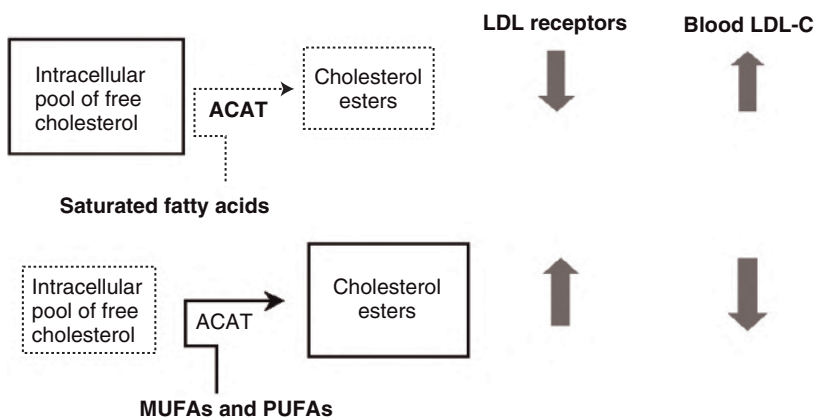 LDL receptors
Blood LDL-C
Intracellular
pool of free
cholesterol
ACAT
Cholesterol
esters
Saturated fatty acids
Intracellular
pool of free
cholesterol
ACAT
Cholesterol
esters
MUFAs and PUFAs